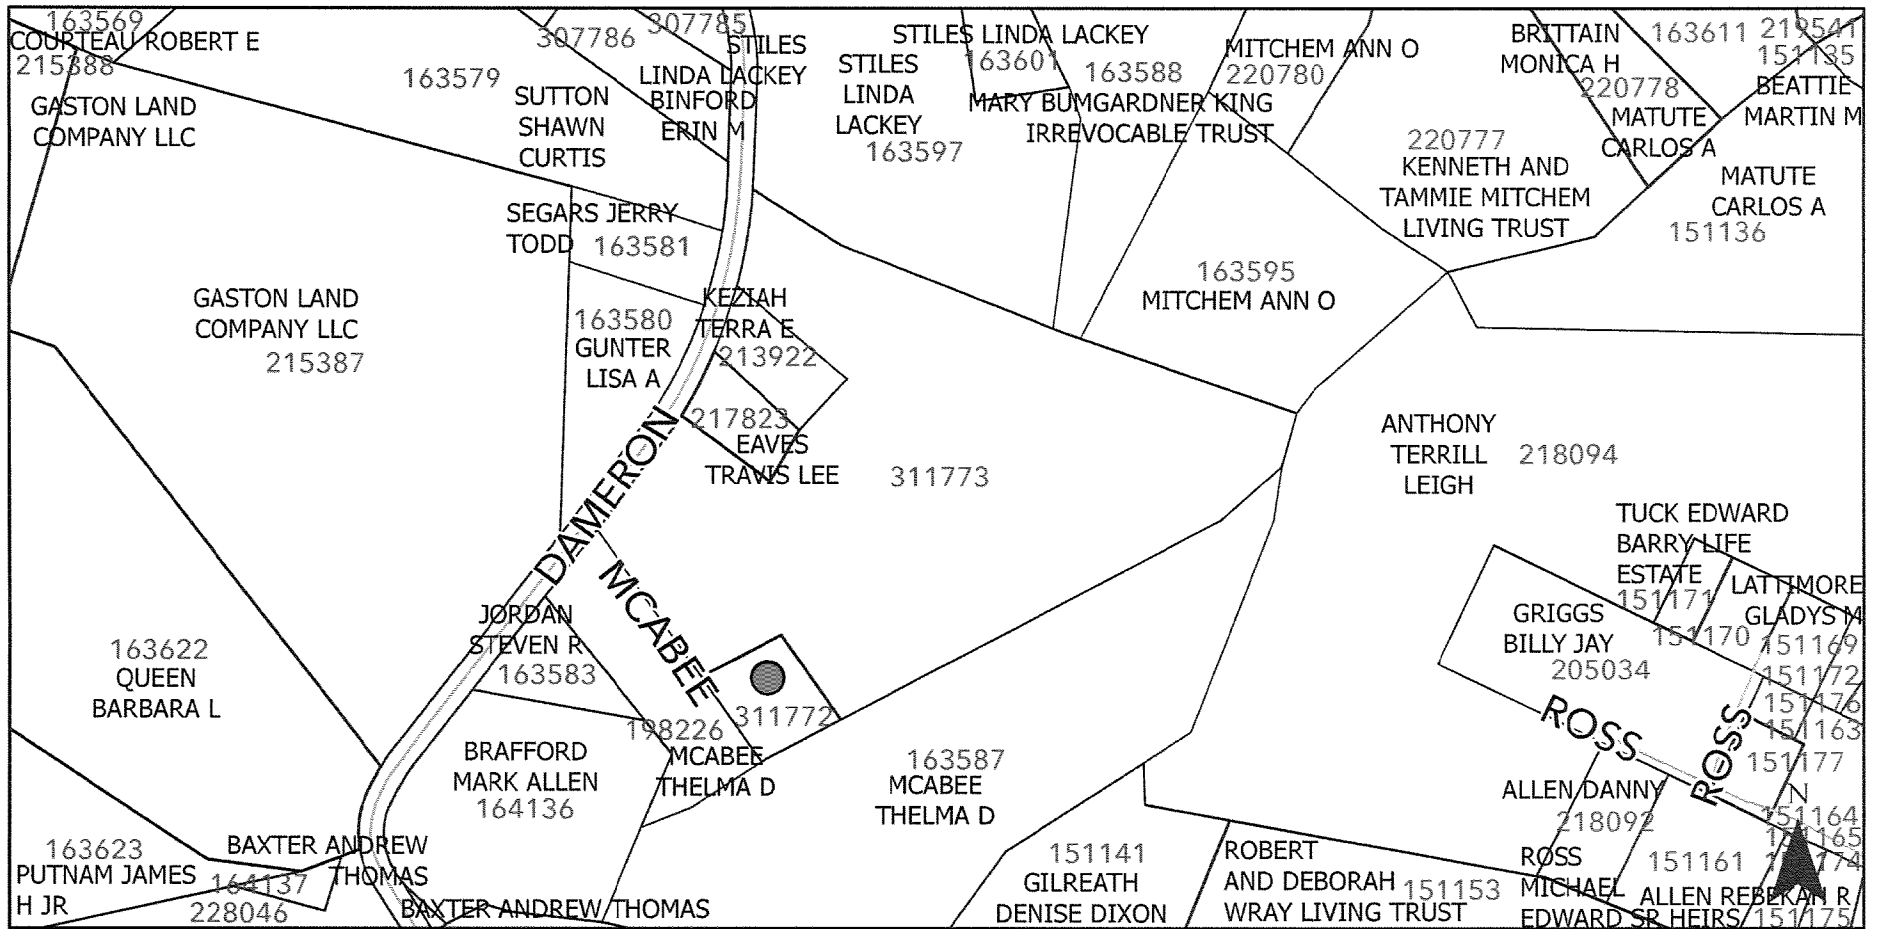 163569
COURTEAU ROBERT E
215388
GASTON LAND
COMPANY LLC
163579
307786
307785
STILES
LINDA LACKEY
SUTTON
SHAWN
CURTIS
BINFORD
ERIN M
STILES LINDA LACKEY
163601
STILES
LINDA
LACKEY
163597
163588
MARY BUMGARDNER KING
IRREVOCABLE TRUST
MITCHEM ANN O
220780
BRITTAIN
MONICA H
220778
163611
219541
151135
BEATTIE
MARTIN M
MATUTE
CARLOS A
220777
KENNETH AND
TAMMIE MITCHEM
LIVING TRUST
MATUTE
CARLOS A
151136
SEGARS JERRY
TODD 163581
163595
MITCHEM ANN O
GASTON LAND
COMPANY LLC
215387
163580
GUNTER
LISA A
KEZIAH
TERRA E
213922
217823
EAVES
TRAVIS LEE
311773
DAMERON
ANTHONY
TERRILL
LEIGH
218094
TUCK EDWARD
BARRY LIFE
ESTATE
151171
LATTIMORE
GLADYS M
151170
151169
151172
151176
151163
151177
GRIGGS
BILLY JAY
205034
MCABEE
JORDAN
STEVEN R
163583
163622
QUEEN
BARBARA L
198226
MCABEE
THELMA D
311772
BRAFFORD
MARK ALLEN
164136
163587
MCABEE
THELMA D
ROSS
ROSS
ALLEN DANNY
218092
N
151164
151165
163623
PUTNAM JAMES
H JR
BAXTER ANDREW
THOMAS
164137
228046
BAXTER ANDREW THOMAS
151141
GILREATH
DENISE DIXON
ROBERT
AND DEBORAH
WRAY LIVING TRUST
151153
ROSS
MICHAEL
EDWARD SR HEIRS
151161
ALLEN REBEKAH R
151175